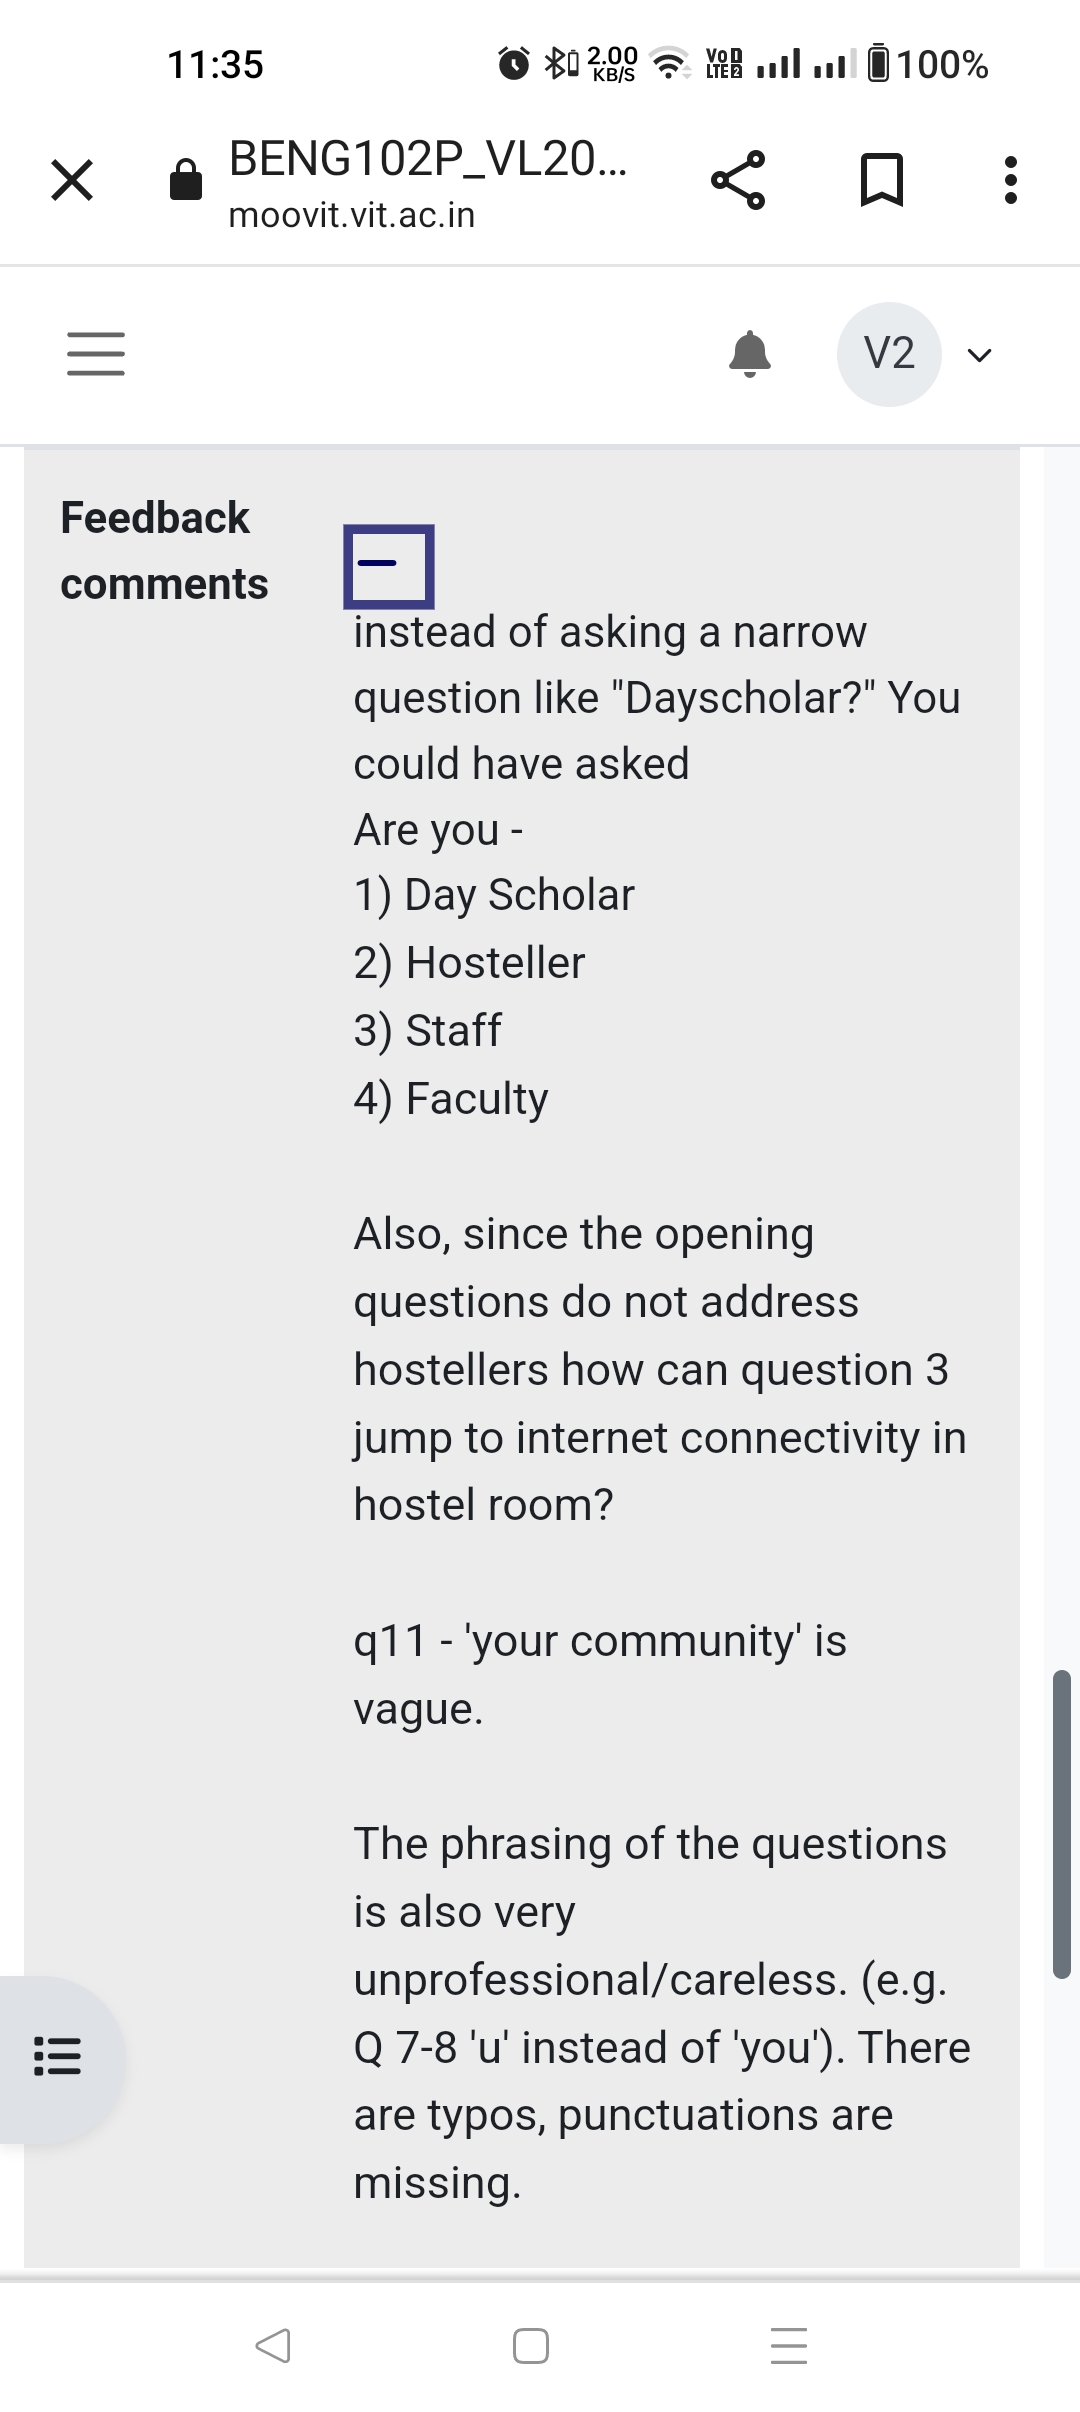 11:35
2.00
KB/S
VoD
LTE2
100%
BENG102P_VL20...
moovit.vit.ac.in
V2
Feedback
comments
instead of asking a narrow
question like "Dayscholar?" You
could have asked
Are you -
1) Day Scholar
2) Hosteller
3) Staff
4) Faculty
Also, since the opening
questions do not address
hostellers how can question 3
jump to internet connectivity in
hostel room?
q11 - 'your community' is
vague.
The phrasing of the questions
is also very
unprofessional/careless. (e.g.
Q 7-8 'u' instead of 'you'). There
are typos, punctuations are
missing.